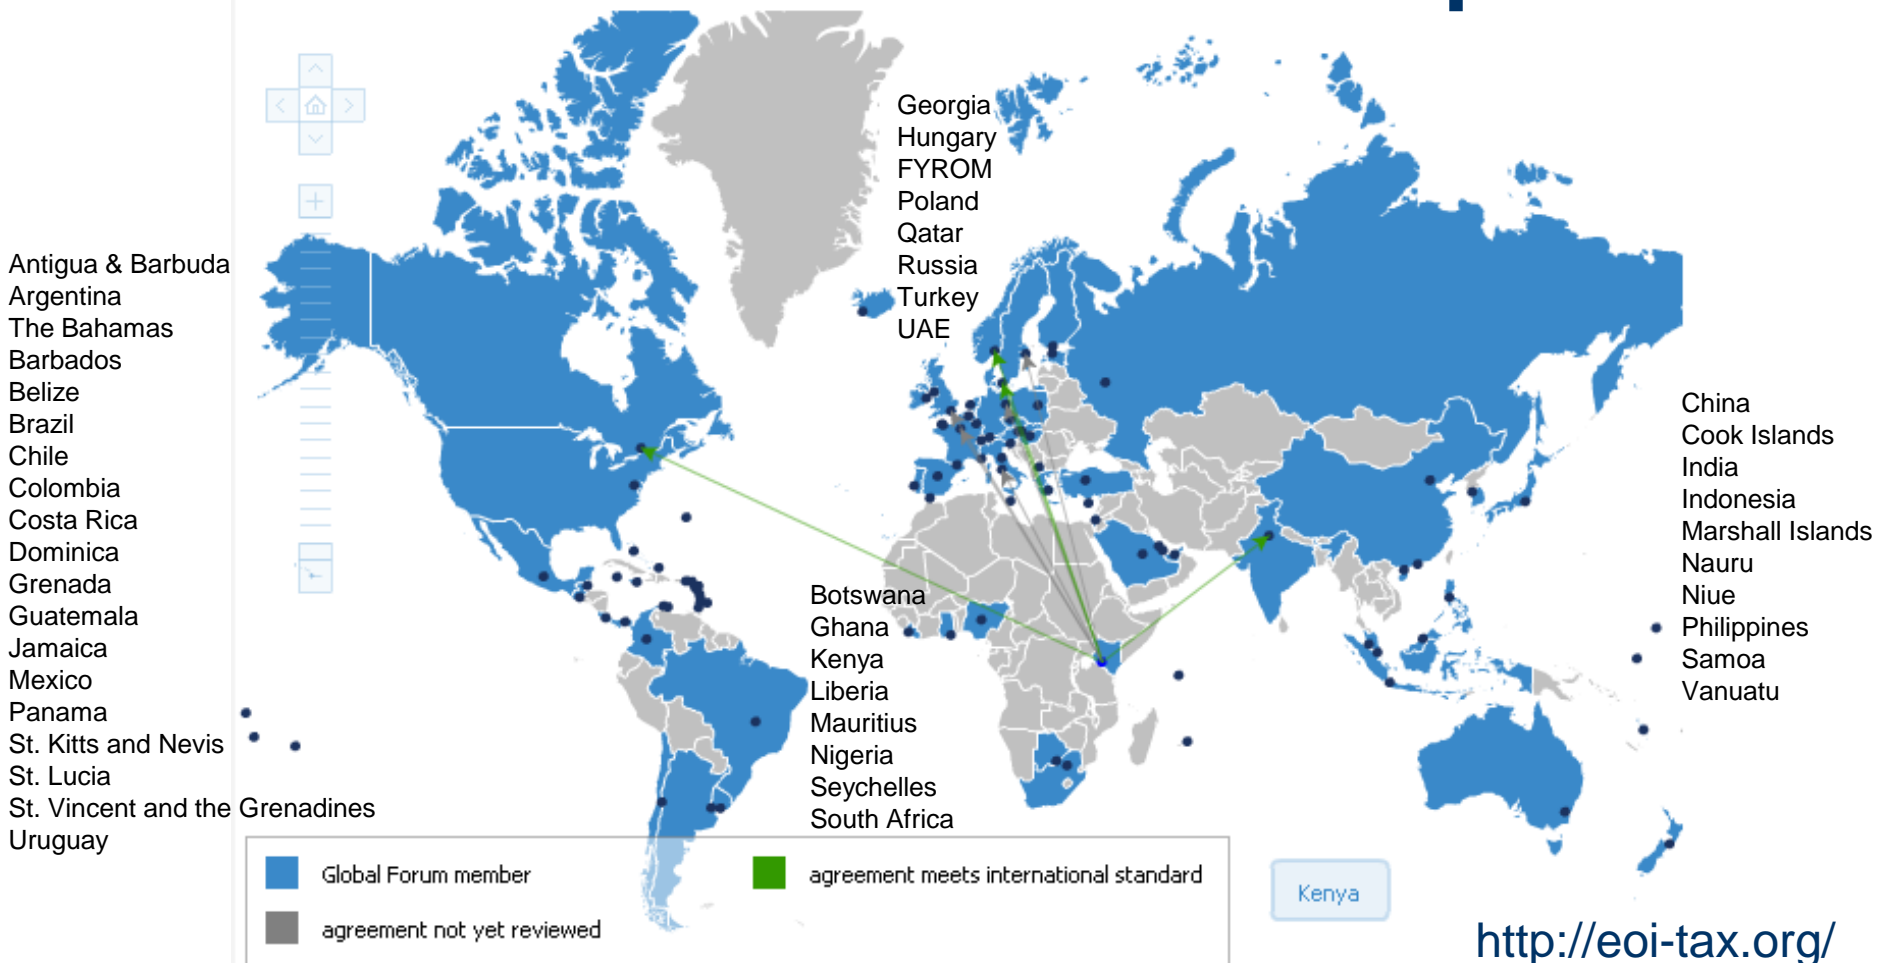 Georgia
Hungary
FYROM
Poland
Qatar
Russia
Turkey
UAE
Antigua & Barbuda
Argentina
The Bahamas
Barbados
Belize
Brazil
Chile
Colombia
Costa Rica
Dominica
Grenada
Guatemala
Jamaica
Mexico
Panama
St. Kitts and Nevis
St. Lucia
St. Vincent and the Grenadines
Uruguay
Botswana
Ghana
Kenya
Liberia
Mauritius
Nigeria
Seychelles
South Africa
China
Cook Islands
India
Indonesia
Marshall Islands
Nauru
Niue
Philippines
Samoa
Vanuatu
Global Forum member
agreement meets international standard
agreement not yet reviewed
Kenya
http://eoi-tax.org/